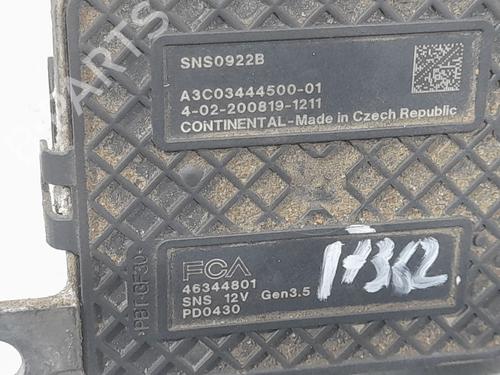 SNS0922B
A3C03444500-01
4-02-200819-1211
CONTINENTAL-Made in Czech Republic
>PBT-GF30<
FCA
46344801
SNS 12V Gen3.5
PD0430